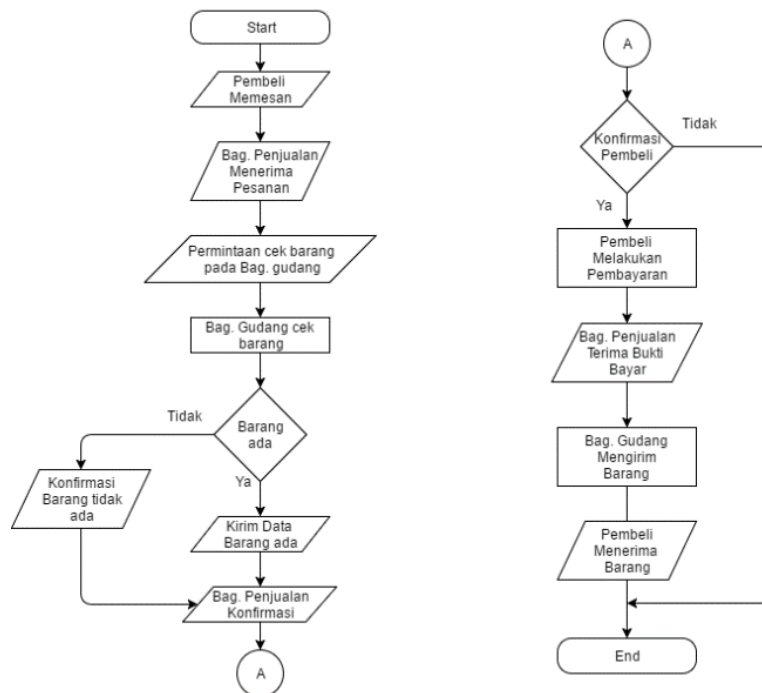 Start
Pembeli
Memesan
Bag. Penjualan
Menerima
Pesanan
Permintaan cek barang
pada Bag. gudang
Bag. Gudang cek
barang
Tidak
Barang
ada
Konfirmasi
Barang tidak
ada
Ya
Kirim Data
Barang ada
Bag. Penjualan
Konfirmasi
A
A
Konfirmasi
Pembeli
Tidak
Ya
Pembeli
Melakukan
Pembayaran
Bag. Penjualan
Terima Bukti
Bayar
Bag. Gudang
Mengirim
Barang
Pembeli
Menerima
Barang
End